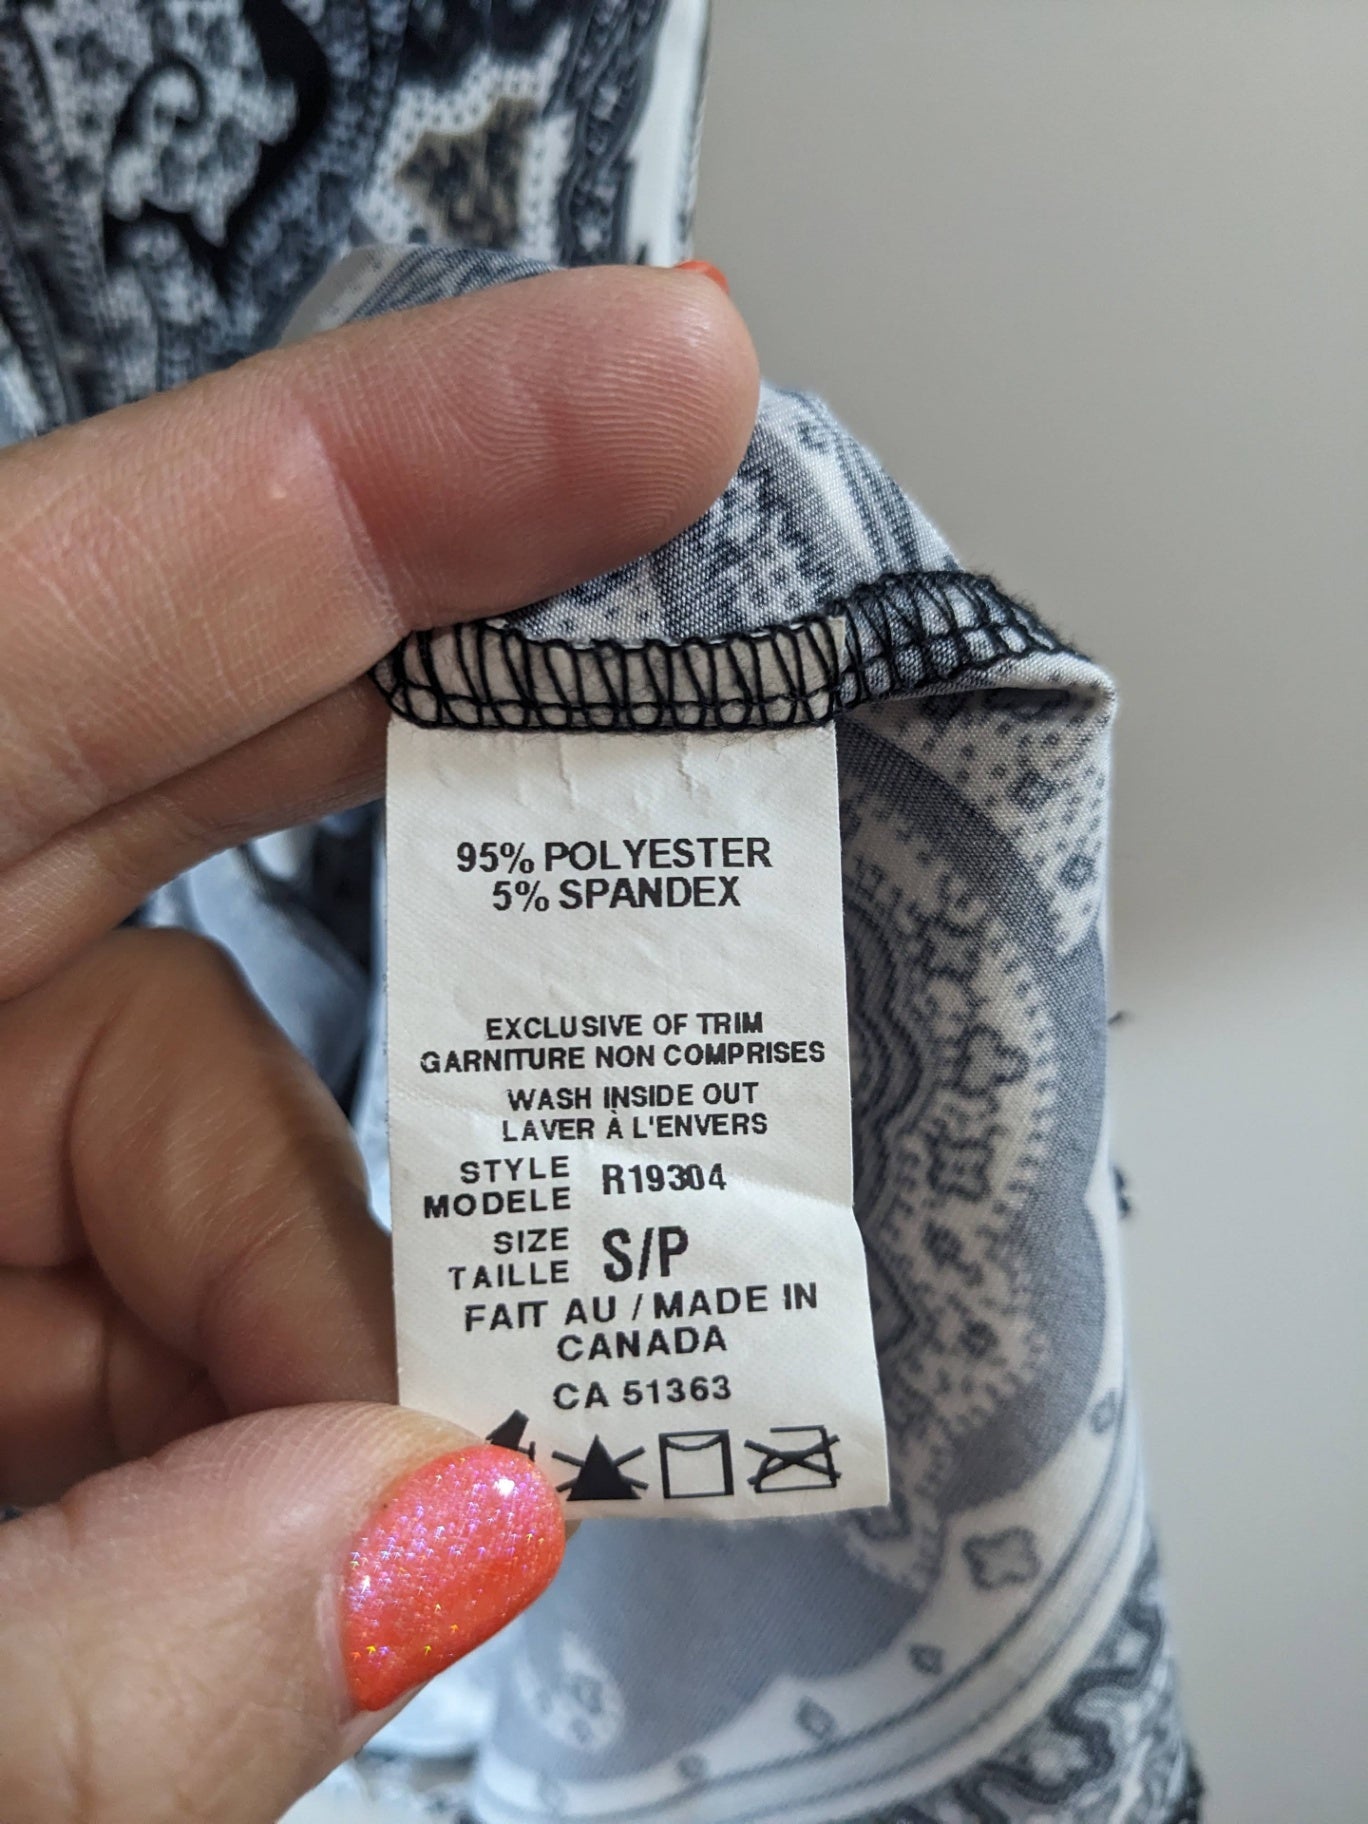 95% POLYESTER
5% SPANDEX
EXCLUSIVE OF TRIM
GARNITURE NON COMPRISES
WASH INSIDE OUT
LAVER À L'ENVERS
STYLE
MODELE R19304
SIZE
TAILLE S/P
FAIT AU / MADE IN
CANADA
CA 51363